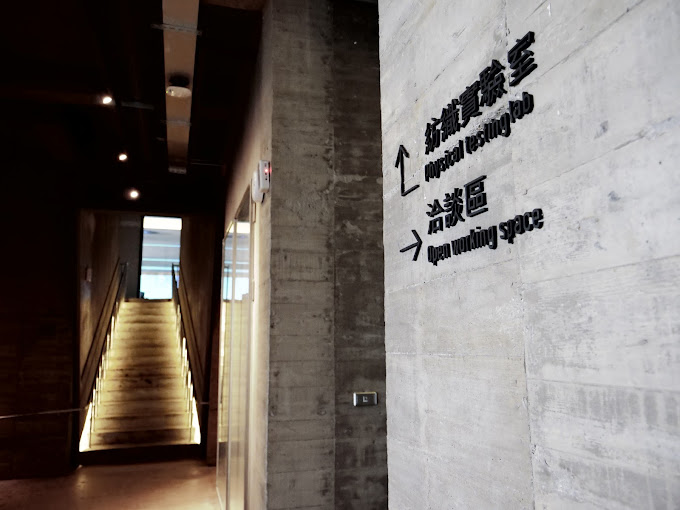 紡織實驗室
physical testing lab
洽談區
Open working space